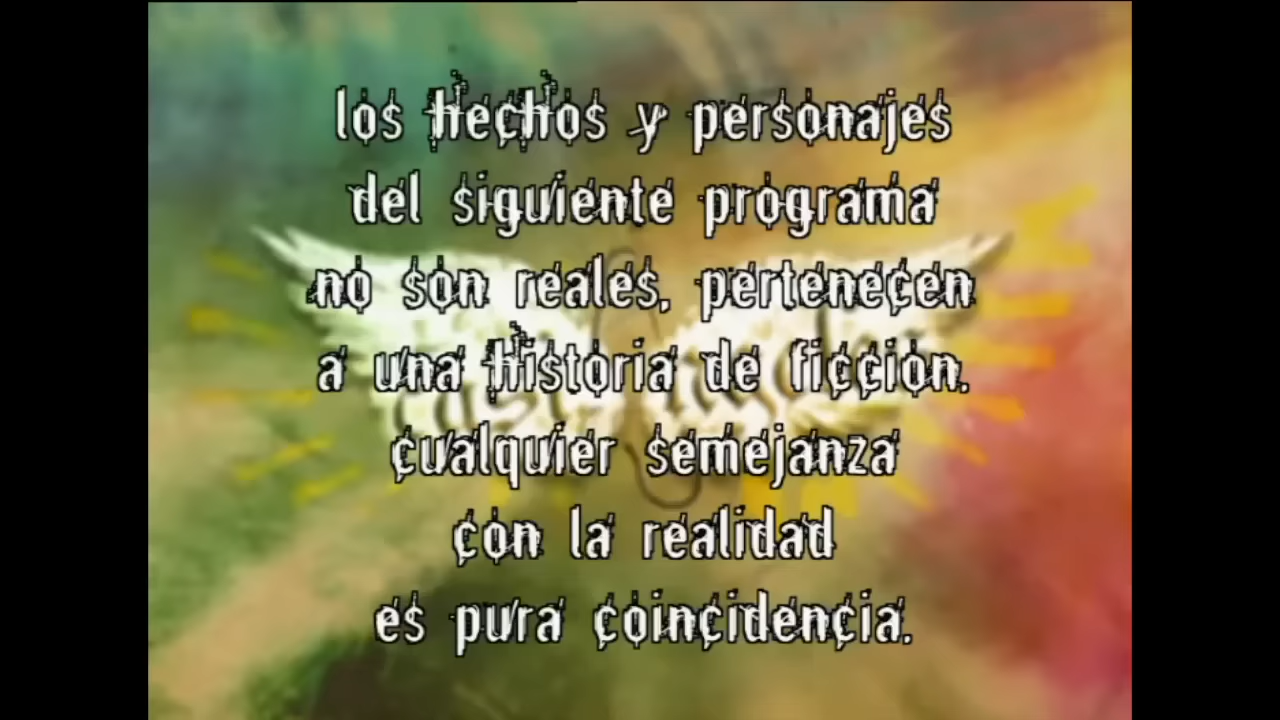 los hechos y personajes
del siguiente programa
no son reales, pertenecen
a una historia de ficcion.
cualquier semejanza
con la realidad
es pura coincidencia.